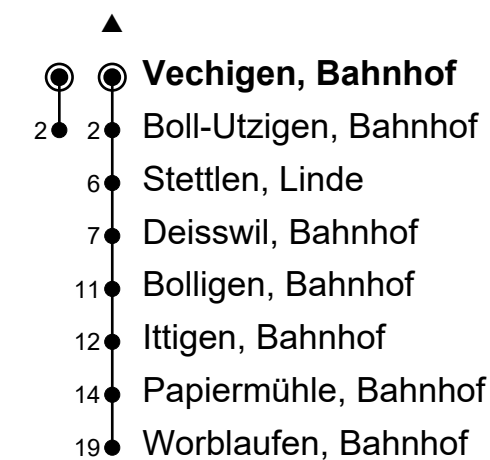 Vechigen, Bahnhof
2 2 Boll-Utzigen, Bahnhof
6 Stettlen, Linde
7 Deisswil, Bahnhof
11 Bolligen, Bahnhof
12 Ittigen, Bahnhof
14 Papiermühle, Bahnhof
19 Worblaufen, Bahnhof